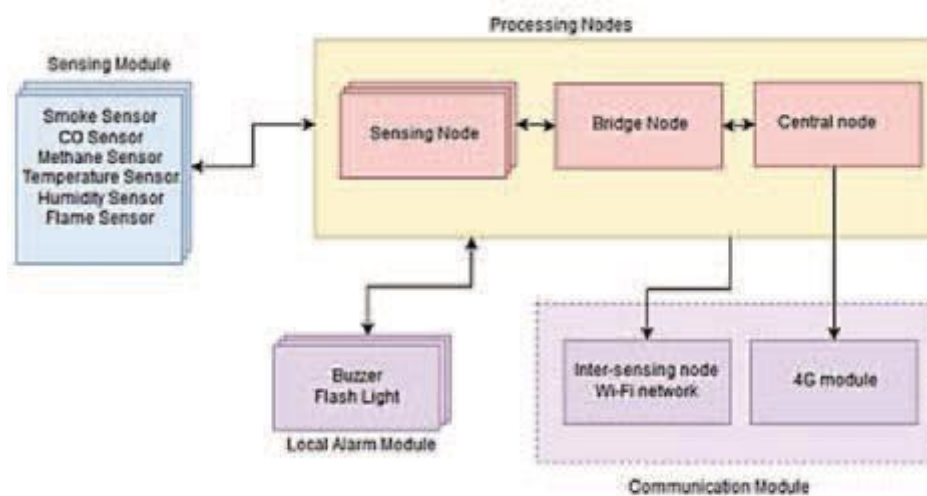 Processing Nodes
Sensing Module
Smoke Sensor
CO Sensor
Methane Sensor
Temperature Sensor
Humidity Sensor
Flame Sensor
Sensing Node
Bridge Node
Central node
Buzzer
Flash Light
Local Alarm Module
Inter-sensing node
Wi-Fi network
4G module
Communication Module